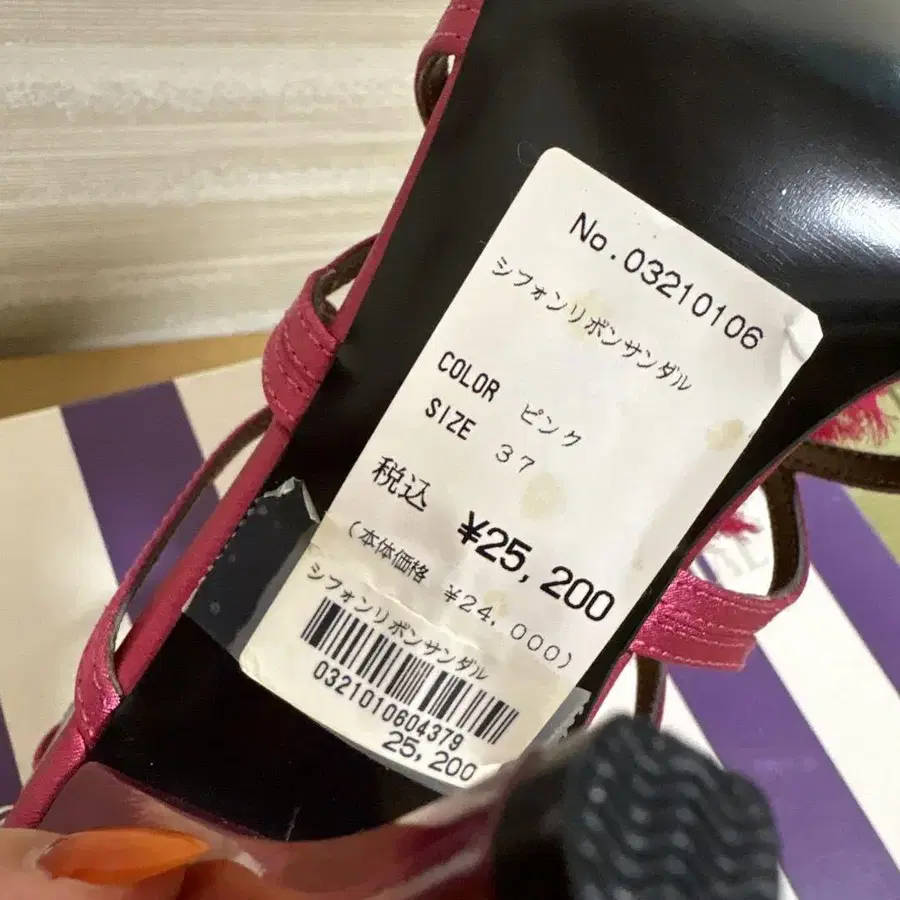 No.03210106
シフォンリボンサンダル
COLOR ピンク
SIZE 37
税込 ¥25,200
(本体価格 ¥24,000)
シフォンリボンサンダル
0321010604379
25,200